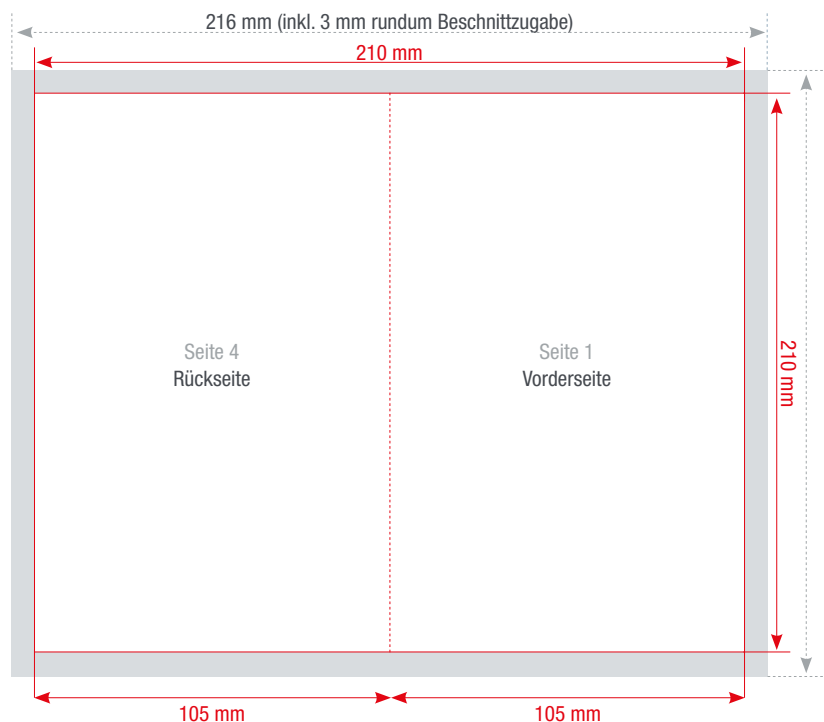 216 mm (inkl. 3 mm rundum Beschnittzugabe)
210 mm
Seite 4
Rückseite
Seite 1
Vorderseite
210 mm
105 mm
105 mm